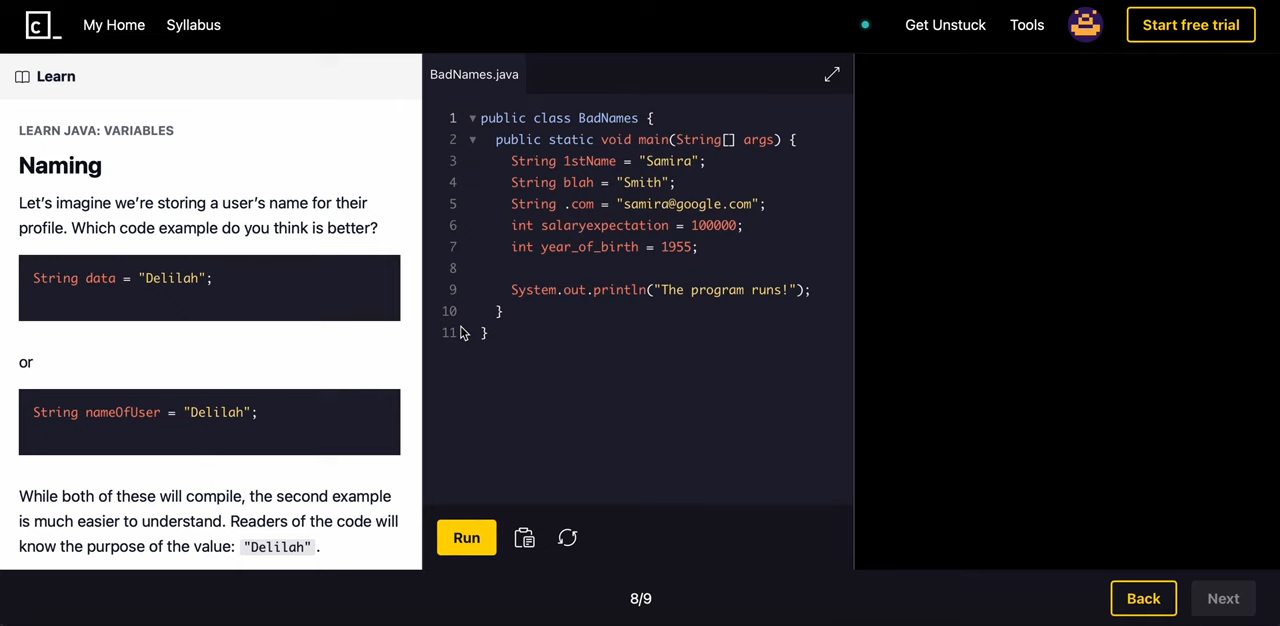 C_ My Home Syllabus Get Unstuck Tools Start free trial
Learn
LEARN JAVA: VARIABLES
Naming
Let's imagine we're storing a user's name for their
profile. Which code example do you think is better?
String data = "Delilah";
or
String nameOfUser = "Delilah";
While both of these will compile, the second example
is much easier to understand. Readers of the code will
know the purpose of the value: "Delilah".
BadNames.java
1 public class BadNames {
2 public static void main(String[] args) {
3 String 1stName = "Samira";
4 String blah = "Smith";
5 String .com = "samira@google.com";
6 int salaryexpectation = 100000;
7 int year_of_birth = 1955;
8
9 System.out.println("The program runs!");
10 }
11 }
Run
8/9
Back Next